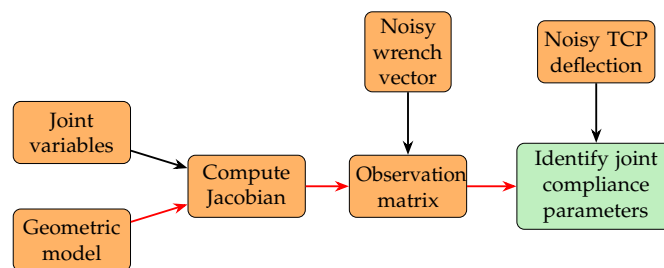 Noisy
wrench
vector
Noisy TCP
deflection
Joint
variables
Compute
Jacobian
Observation
matrix
Identify joint
compliance
parameters
Geometric
model